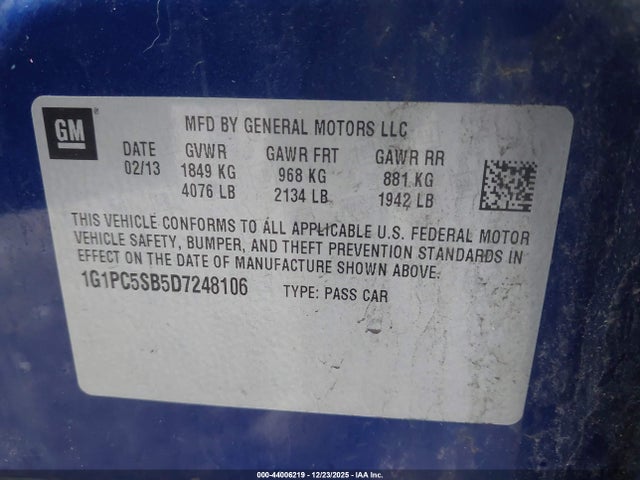 GM
MFD BY GENERAL MOTORS LLC
DATE GVWR GAWR FRT GAWR RR
02/13 1849 KG 968 KG 881 KG
4076 LB 2134 LB 1942 LB
THIS VEHICLE CONFORMS TO ALL APPLICABLE U.S. FEDERAL MOTOR
VEHICLE SAFETY, BUMPER, AND THEFT PREVENTION STANDARDS IN
EFFECT ON THE DATE OF MANUFACTURE SHOWN ABOVE.
1G1PC5SB5D7248106 TYPE: PASS CAR
000-44006219 - 12/23/2025 - IAA Inc.